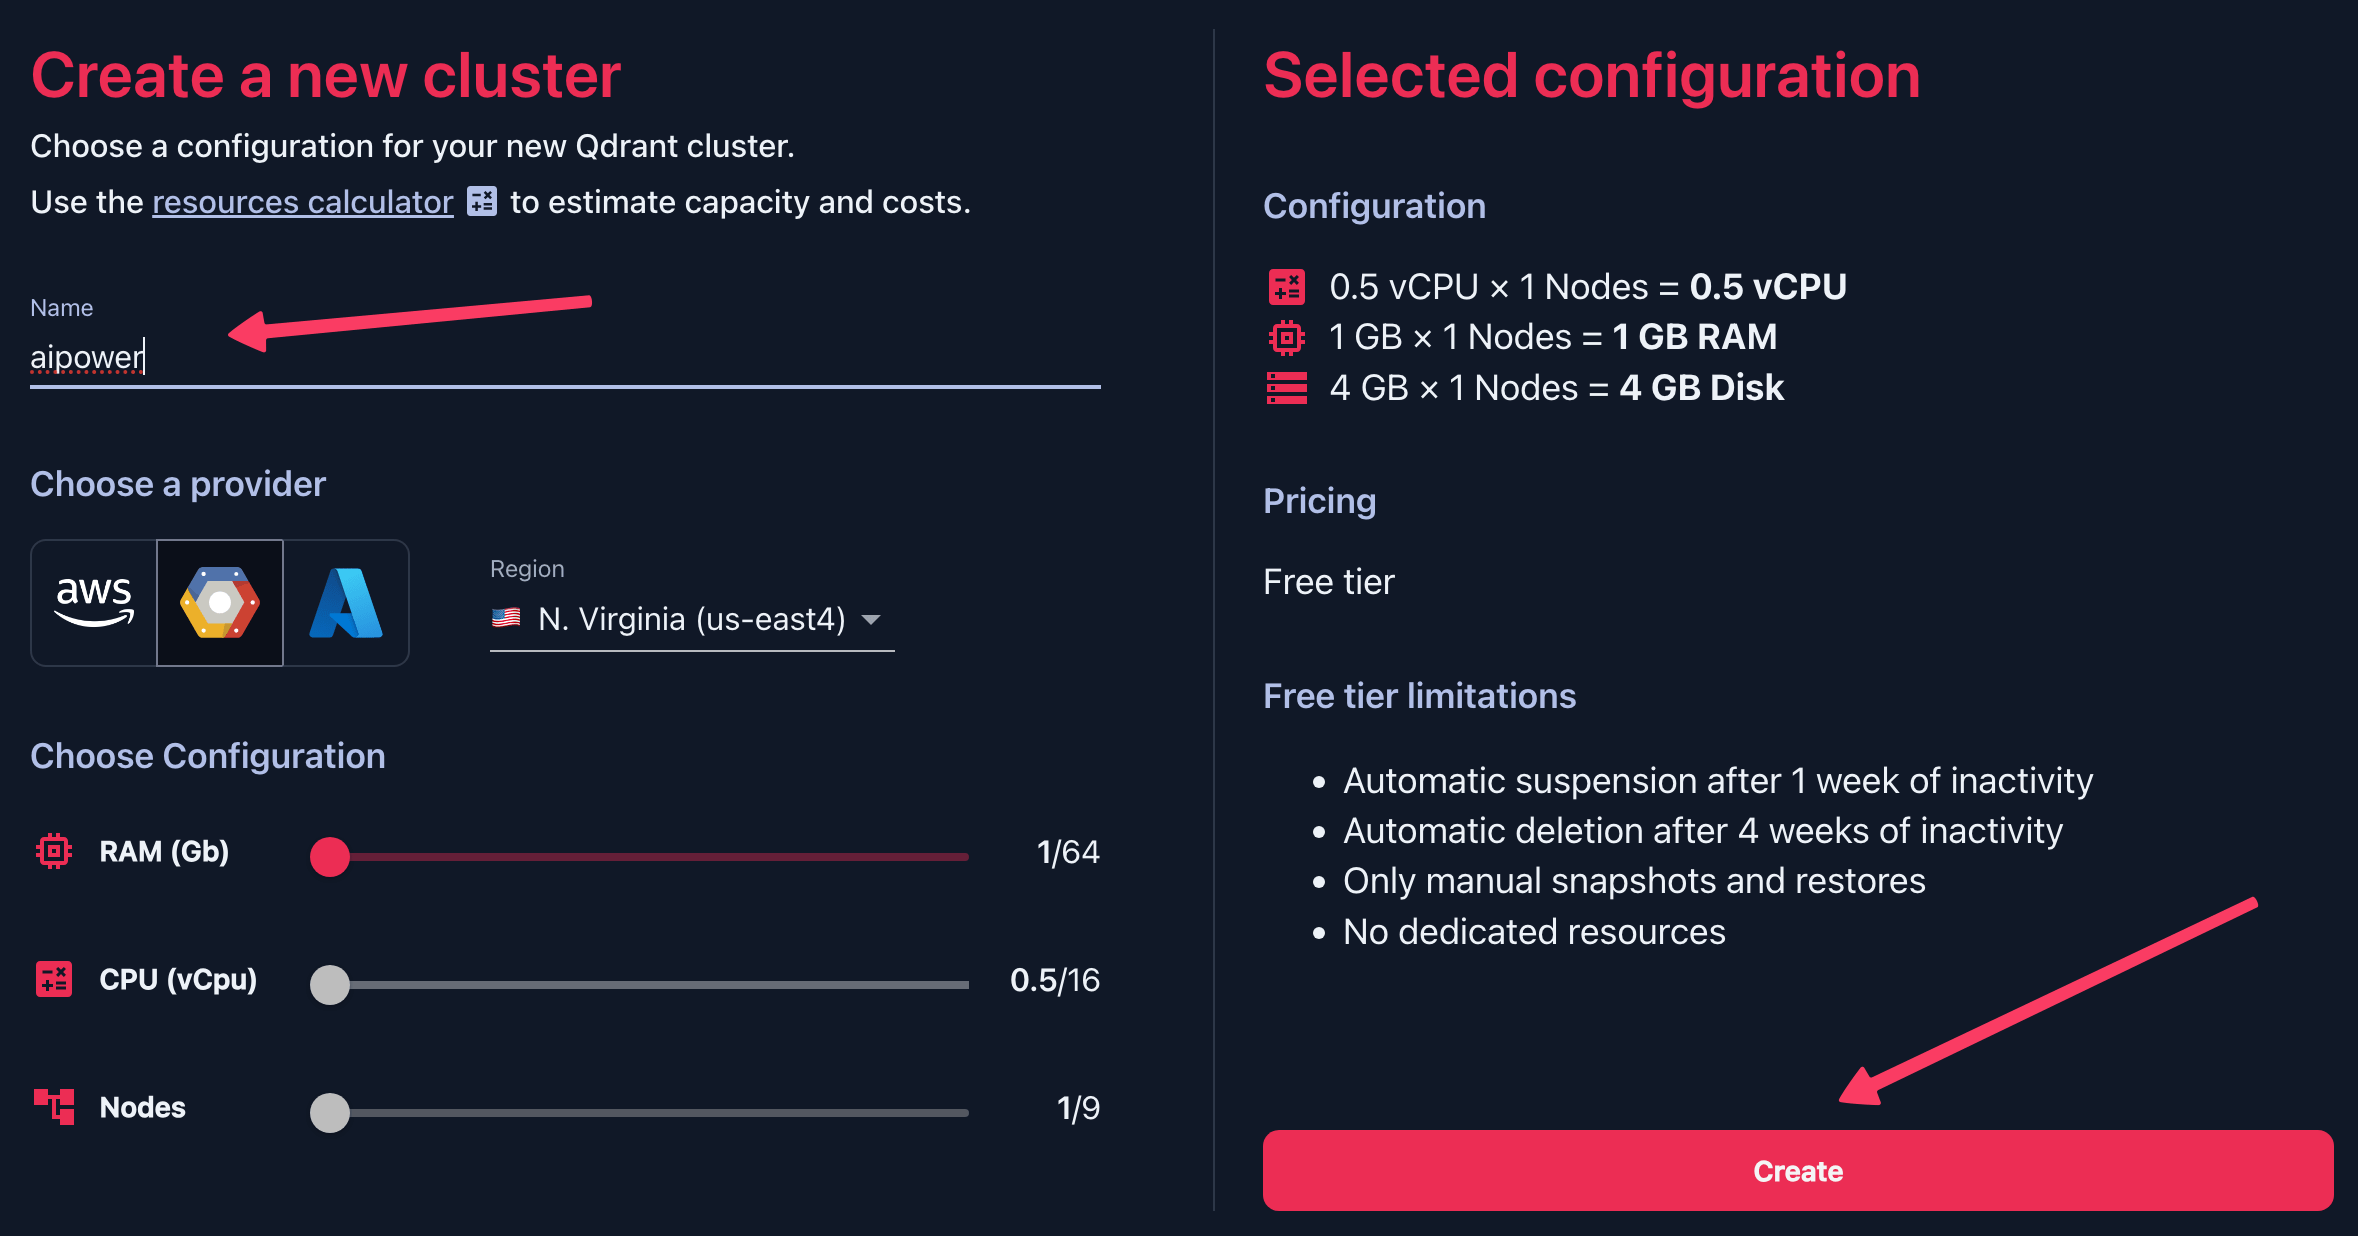 Create a new cluster
Choose a configuration for your new Qdrant cluster.
Use the resources calculator to estimate capacity and costs.
Name
aipower
Choose a provider
aws
Region
N. Virginia (us-east4)
Choose Configuration
RAM (Gb)
1/64
CPU (vCpu)
0.5/16
Nodes
1/9
Selected configuration
Configuration
0.5 vCPU × 1 Nodes = 0.5 vCPU
1 GB × 1 Nodes = 1 GB RAM
4 GB × 1 Nodes = 4 GB Disk
Pricing
Free tier
Free tier limitations
• Automatic suspension after 1 week of inactivity
• Automatic deletion after 4 weeks of inactivity
• Only manual snapshots and restores
• No dedicated resources
Create